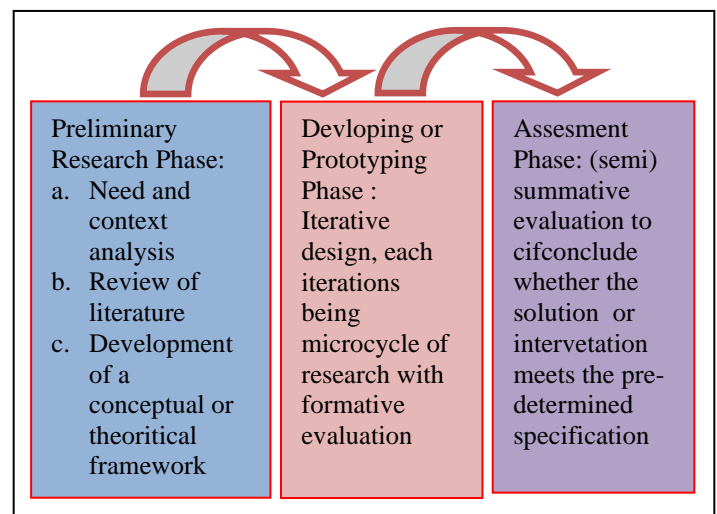 Preliminary
Research Phase:
a. Need and
context
analysis
b. Review of
literature
c. Development
of a
conceptual or
theoritical
framework
Devloping or
Prototyping
Phase :
Iterative
design, each
iterations
being
microcycle of
research with
formative
evaluation
Assesment
Phase: (semi)
summative
evaluation to
cifconclude
whether the
solution or
intervetation
meets the pre-
determined
specification